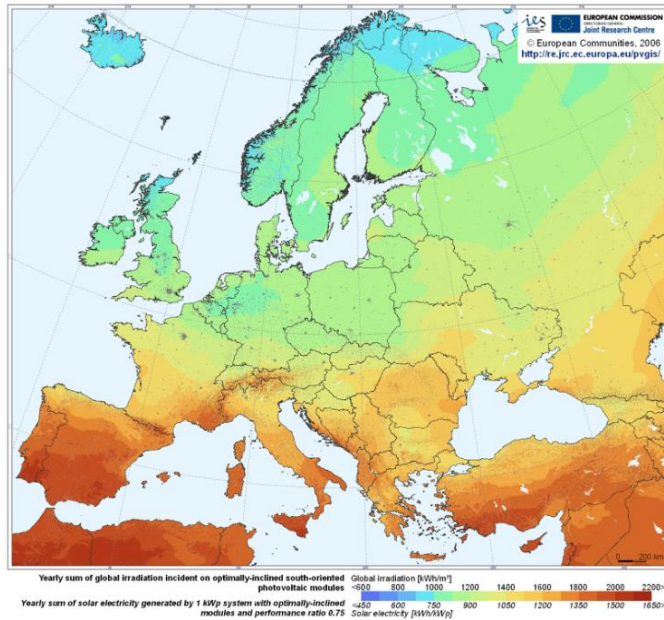 ies
EUROPEAN COMMISSION
DIRECTORATE-GENERAL
Joint Research Centre
© European Communities, 2006
http://re.jrc.ec.europa.eu/pvgis/
0 200 km
Yearly sum of global irradiation incident on optimally-inclined south-oriented
photovoltaic modules
Yearly sum of solar electricity generated by 1 kWp system with optimally-inclined
modules and performance ratio 0.75
Global irradiation [kWh/m²]
<600 800 1000 1200 1400 1600 1800 2000 2200>
<450 600 750 900 1050 1200 1350 1500 1650>
Solar electricity [kWh/kWp]